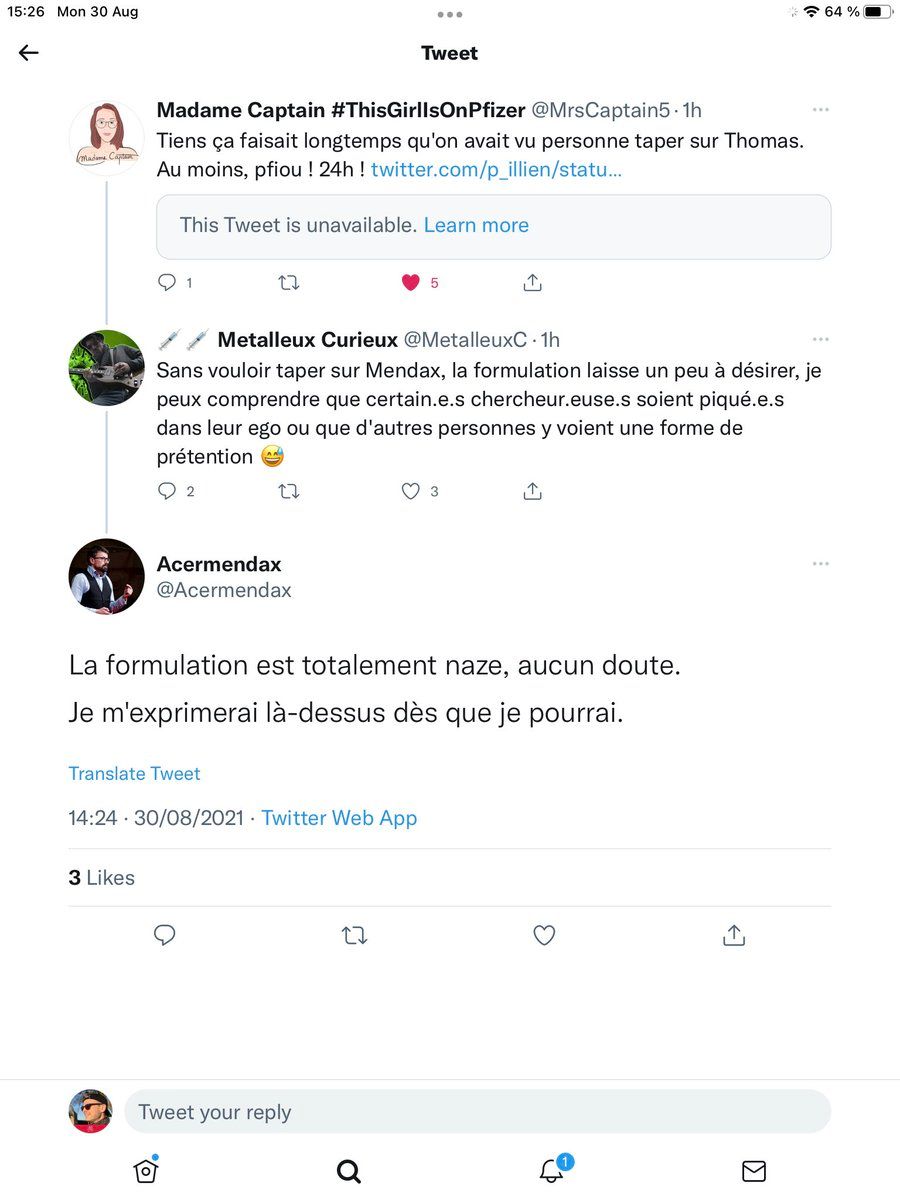 15:26 Mon 30 Aug
64 %
Tweet
Madame Captain #ThisGirlIsOnPfizer @MrsCaptain5 · 1h
Tiens ça faisait longtemps qu'on avait vu personne taper sur Thomas.
Au moins, pfiou ! 24h ! twitter.com/p_illien/statu...
Madame Captain
This Tweet is unavailable. Learn more
1
5
💉 💉 Metalleux Curieux @MetalleuxC · 1h
Sans vouloir taper sur Mendax, la formulation laisse un peu à désirer, je
peux comprendre que certain.e.s chercheur.euse.s soient piqué.e.s
dans leur ego ou que d'autres personnes y voient une forme de
prétention 😅
2
3
Acermendax
@Acermendax
La formulation est totalement naze, aucun doute.
Je m'exprimerai là-dessus dès que je pourrai.
Translate Tweet
14:24 · 30/08/2021 · Twitter Web App
3 Likes
Tweet your reply
1